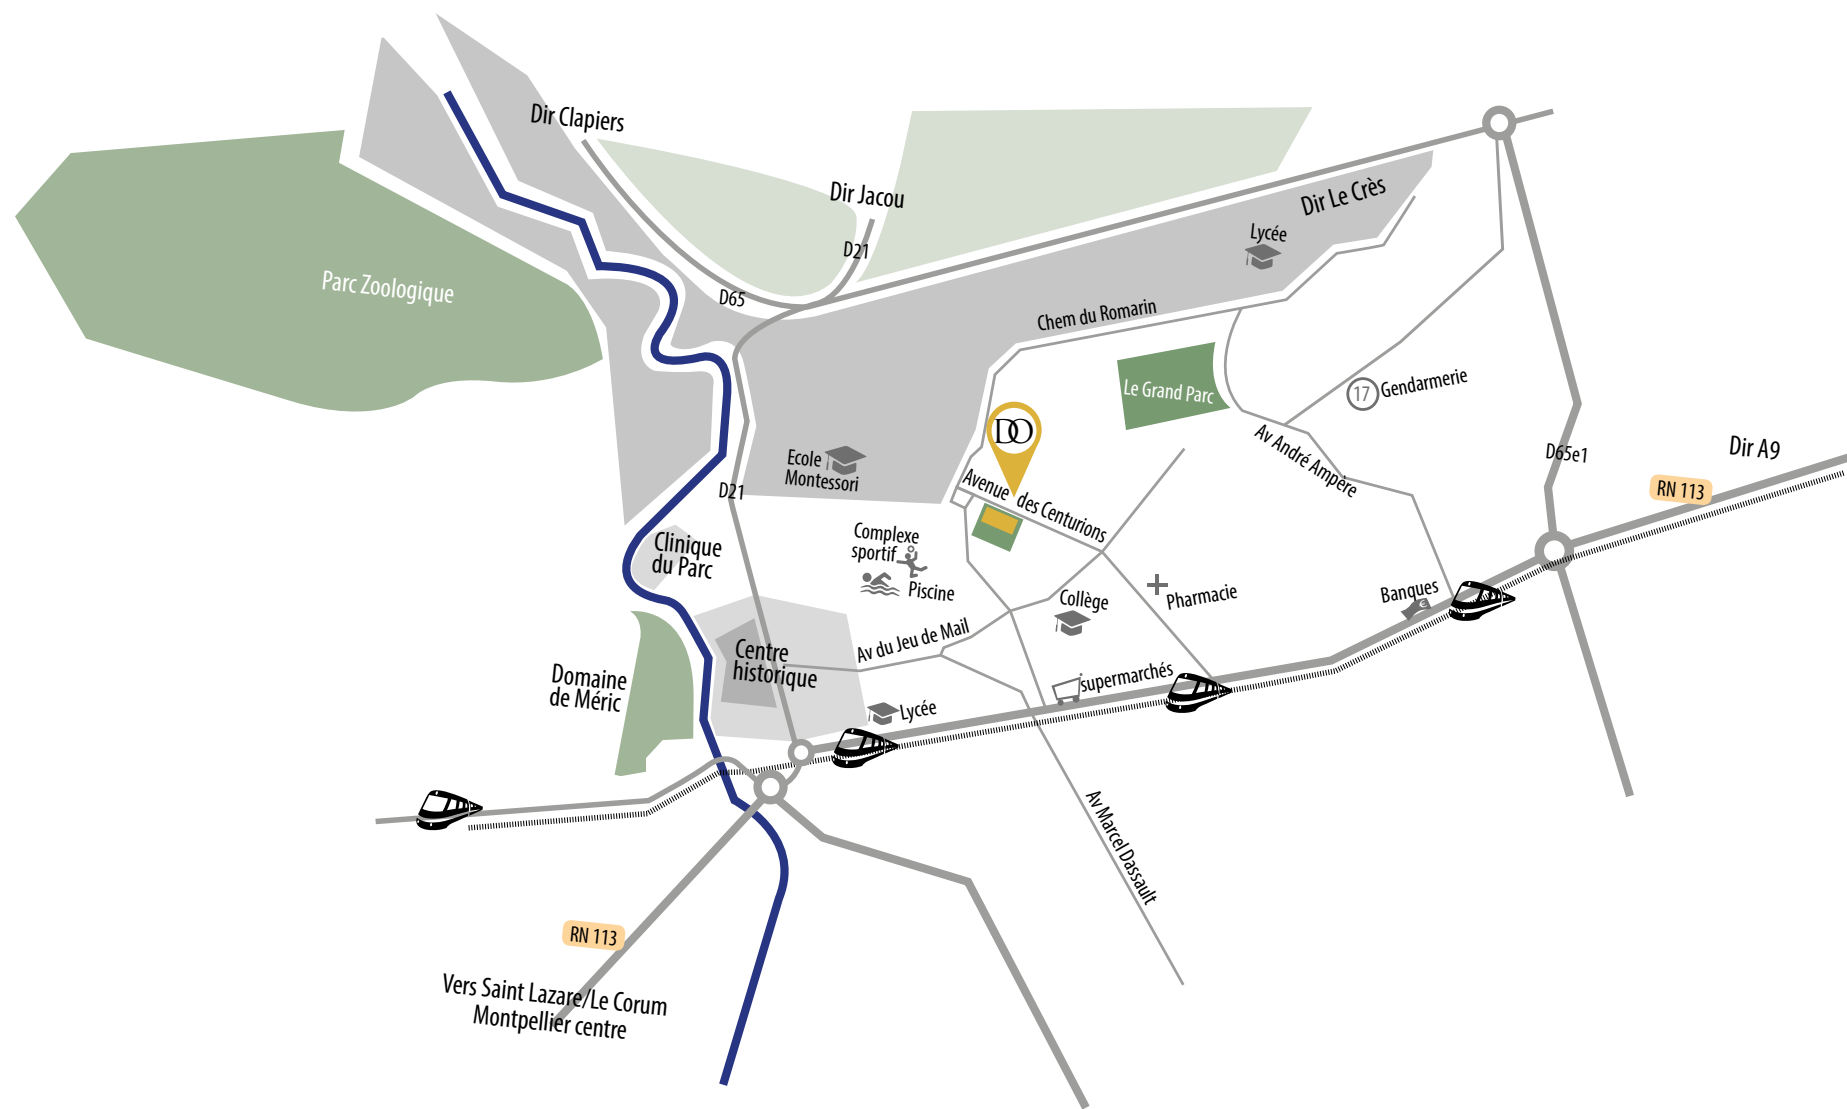 Dir Clapiers
Dir Jacou
Dir Le Crès
Lycée
D21
Parc Zoologique
D65
Chem du Romarin
Le Grand Parc
17
Gendarmerie
DO
Av André Ampère
D65e1
Dir A9
RN 113
Ecole
Montessori
D21
Avenue des Centurions
Complexe
sportif
Piscine
Clinique
du Parc
Collège
Pharmacie
Banques
€
Av du Jeu de Mail
Centre
historique
Domaine
de Méric
supermarchés
Lycée
Av Marcel Dassault
RN 113
Vers Saint Lazare/Le Corum
Montpellier centre